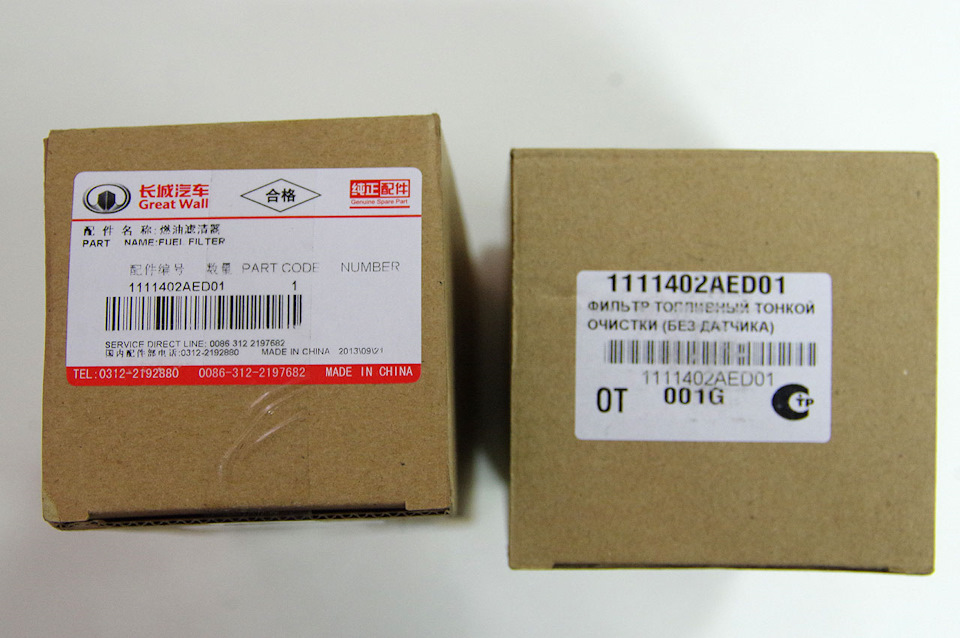 长城汽车
Great Wall
合格
纯正配件
Genuine Spare Part
配 件 名 称:燃油滤清器
PART NAME:FUEL FILTER
配件编号 数量 PART CODE NUMBER
1111402AED01 1
SERVICE DIRECT LINE: 0086 312 2197682
国内配件部电话:0312-2192880 MADE IN CHINA 2013\09\21
TEL:0312-2192880 0086-312-2197682 MADE IN CHINA
1111402AED01
ФИЛЬТР ТОПЛИВНЫЙ ТОНКОЙ
ОЧИСТКИ (БЕЗ ДАТЧИКА)
1111402AED01
ОТ 001G
СТР